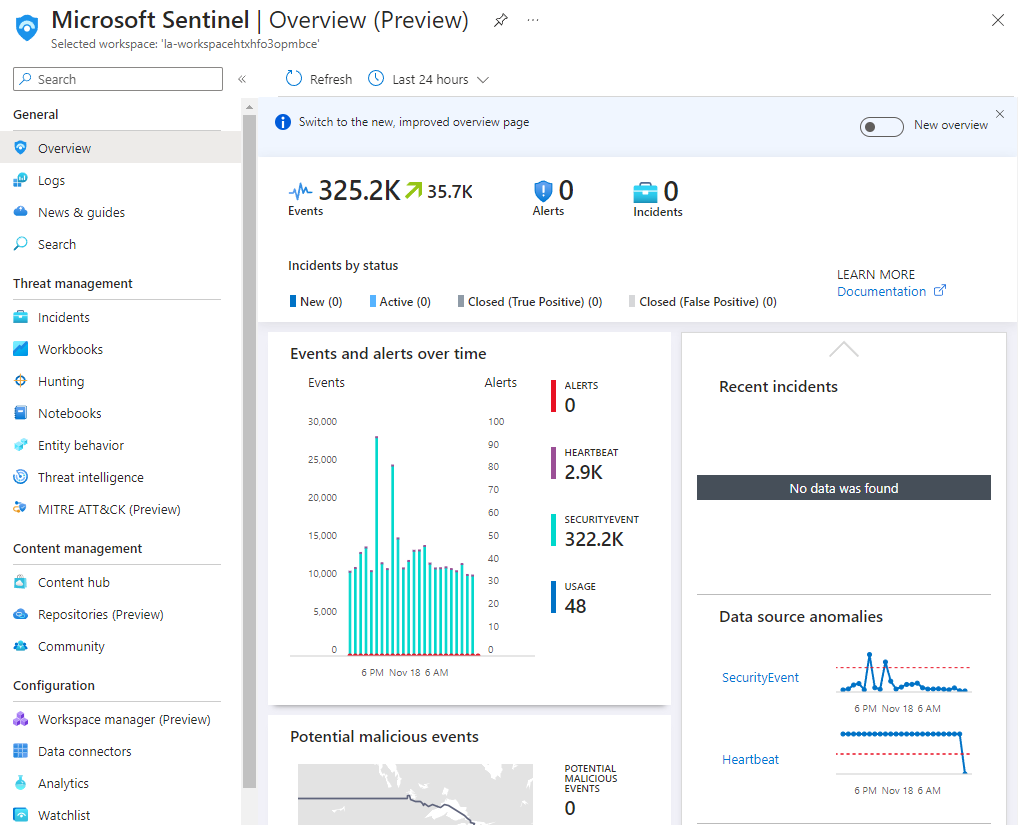 Microsoft Sentinel | Overview (Preview)
Selected workspace: 'la-workspacehtxhfo3opmbce'
Search
Refresh
Last 24 hours
General
Overview
Logs
News & guides
Search
Threat management
Incidents
Workbooks
Hunting
Notebooks
Entity behavior
Threat intelligence
MITRE ATT&CK (Preview)
Content management
Content hub
Repositories (Preview)
Community
Configuration
Workspace manager (Preview)
Data connectors
Analytics
Watchlist
Switch to the new, improved overview page
New overview
325.2K 35.7K
Events
0
Alerts
0
Incidents
Incidents by status
New (0) Active (0) Closed (True Positive) (0) Closed (False Positive) (0)
LEARN MORE
Documentation
Events and alerts over time
Events Alerts
30,000
25,000
20,000
15,000
10,000
5,000
0
100
90
80
70
60
50
40
30
20
10
0
6 PM Nov 18 6 AM
ALERTS
0
HEARTBEAT
2.9K
SECURITYEVENT
322.2K
USAGE
48
Potential malicious events
POTENTIAL
MALICIOUS
EVENTS
0
Recent incidents
No data was found
Data source anomalies
SecurityEvent
6 PM Nov 18 6 AM
Heartbeat
6 PM Nov 18 6 AM